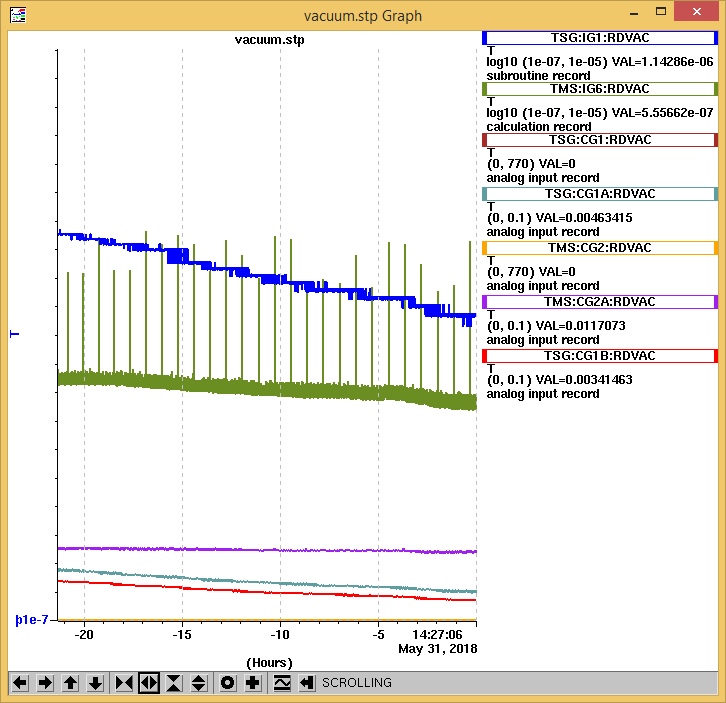 vacuum.stp Graph
vacuum.stp
TSG:IG1:RDVAC
T
log10 (1e-07, 1e-05) VAL=1.14286e-06
subroutine record
TMS:IG6:RDVAC
T
log10 (1e-07, 1e-05) VAL=5.55662e-07
calculation record
TSG:CG1:RDVAC
T
(0, 770) VAL=0
analog input record
TSG:CG1A:RDVAC
T
(0, 0.1) VAL=0.00463415
analog input record
TMS:CG2:RDVAC
T
(0, 770) VAL=0
analog input record
TMS:CG2A:RDVAC
T
(0, 0.1) VAL=0.0117073
analog input record
TSG:CG1B:RDVAC
T
(0, 0.1) VAL=0.00341463
analog input record
T
1e-7
-20 -15 -10 -5 14:27:06
May 31, 2018
(Hours)
SCROLLING